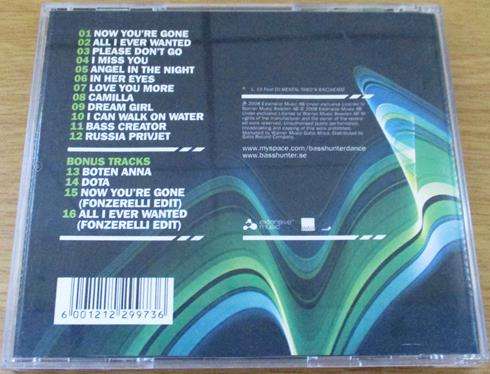 01 NOW YOU'RE GONE
02 ALL I EVER WANTED
03 PLEASE DON'T GO
04 I MISS YOU
05 ANGEL IN THE NIGHT
06 IN HER EYES
07 LOVE YOU MORE
08 CAMILLA
09 DREAM GIRL
10 I CAN WALK ON WATER
11 BASS CREATOR
12 RUSSIA PRIVJET
BONUS TRACKS
13 BOTEN ANNA
14 DOTA
15 NOW YOU'RE GONE
(FONZERELLI EDIT)
16 ALL I EVER WANTED
(FONZERELLI EDIT)
www.myspace.com/basshunterdance
www.basshunter.se
extensive
music
6 001212 299736